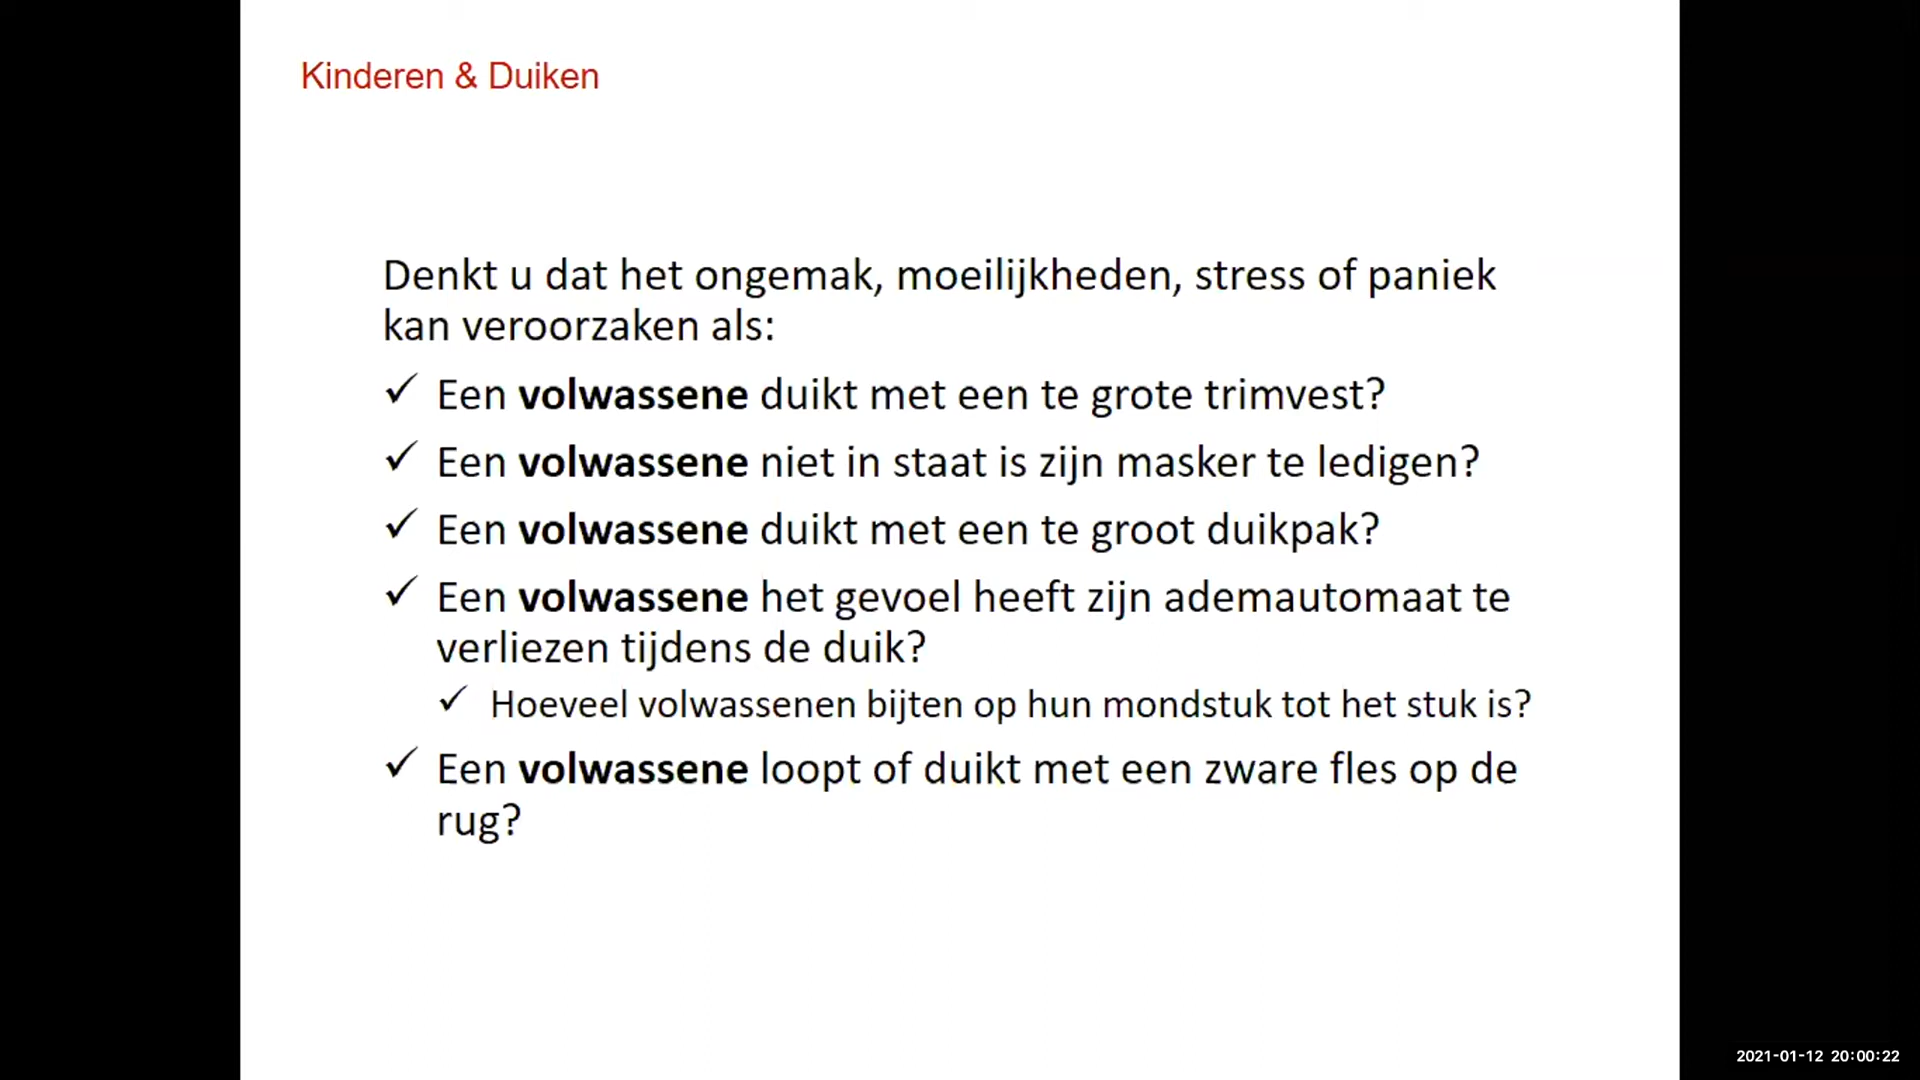 Kinderen & Duiken
Denkt u dat het ongemak, moeilijkheden, stress of paniek
kan veroorzaken als:
✓ Een volwassene duikt met een te grote trimvest?
✓ Een volwassene niet in staat is zijn masker te ledigen?
✓ Een volwassene duikt met een te groot duikpak?
✓ Een volwassene het gevoel heeft zijn ademautomaat te
verliezen tijdens de duik?
✓ Hoeveel volwassenen bijten op hun mondstuk tot het stuk is?
✓ Een volwassene loopt of duikt met een zware fles op de
rug?
2021-01-12 20:00:22